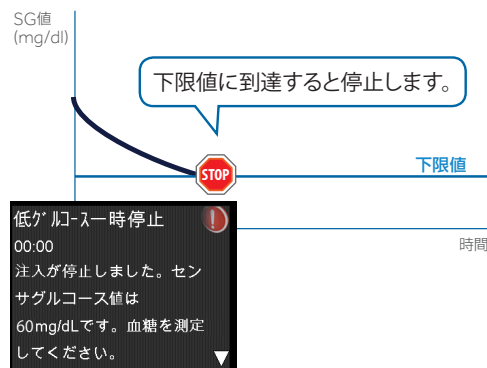 SG値
(mg/dl)
下限値に到達すると停止します。
STOP
下限値
時間
低グルコース一時停止
00:00
注入が停止しました。セン
サグルコース値は
60mg/dLです。血糖を測定
してください。